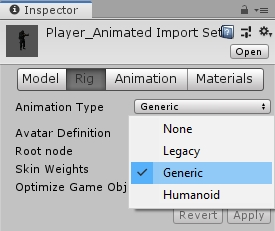 Inspector
Player_Animated Import Set
Open
Model Rig Animation Materials
Animation Type Generic
Avatar Definition
Root node
Skin Weights
Optimize Game Obj
None
Legacy
Generic
Humanoid
Revert Apply